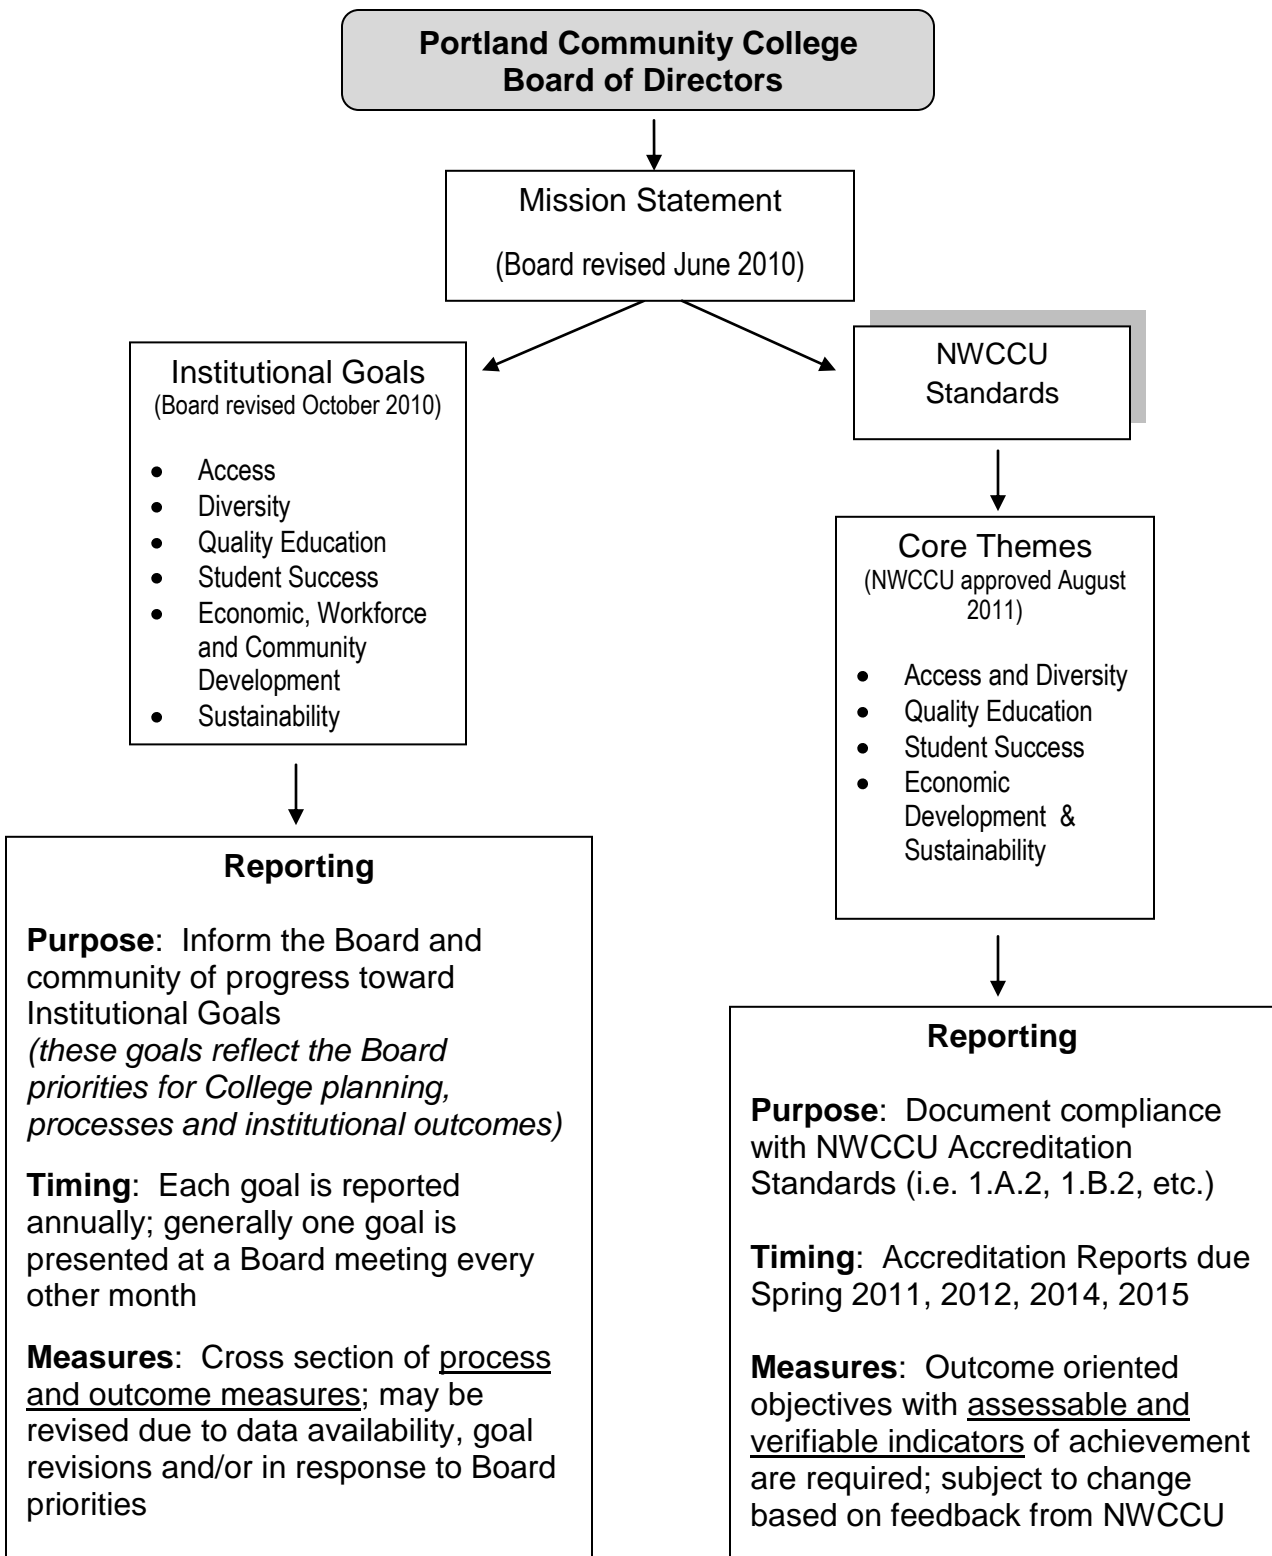 Portland Community College
Board of Directors
Mission Statement
(Board revised June 2010)
Institutional Goals
(Board revised October 2010)
• Access
• Diversity
• Quality Education
• Student Success
• Economic, Workforce
and Community
Development
• Sustainability
NWCCU
Standards
Core Themes
(NWCCU approved August
2011)
• Access and Diversity
• Quality Education
• Student Success
• Economic
Development &
Sustainability
Reporting
Purpose: Inform the Board and
community of progress toward
Institutional Goals
(these goals reflect the Board
priorities for College planning,
processes and institutional outcomes)
Timing: Each goal is reported
annually; generally one goal is
presented at a Board meeting every
other month
Measures: Cross section of process
and outcome measures; may be
revised due to data availability, goal
revisions and/or in response to Board
priorities
Reporting
Purpose: Document compliance
with NWCCU Accreditation
Standards (i.e. 1.A.2, 1.B.2, etc.)
Timing: Accreditation Reports due
Spring 2011, 2012, 2014, 2015
Measures: Outcome oriented
objectives with assessable and
verifiable indicators of achievement
are required; subject to change
based on feedback from NWCCU